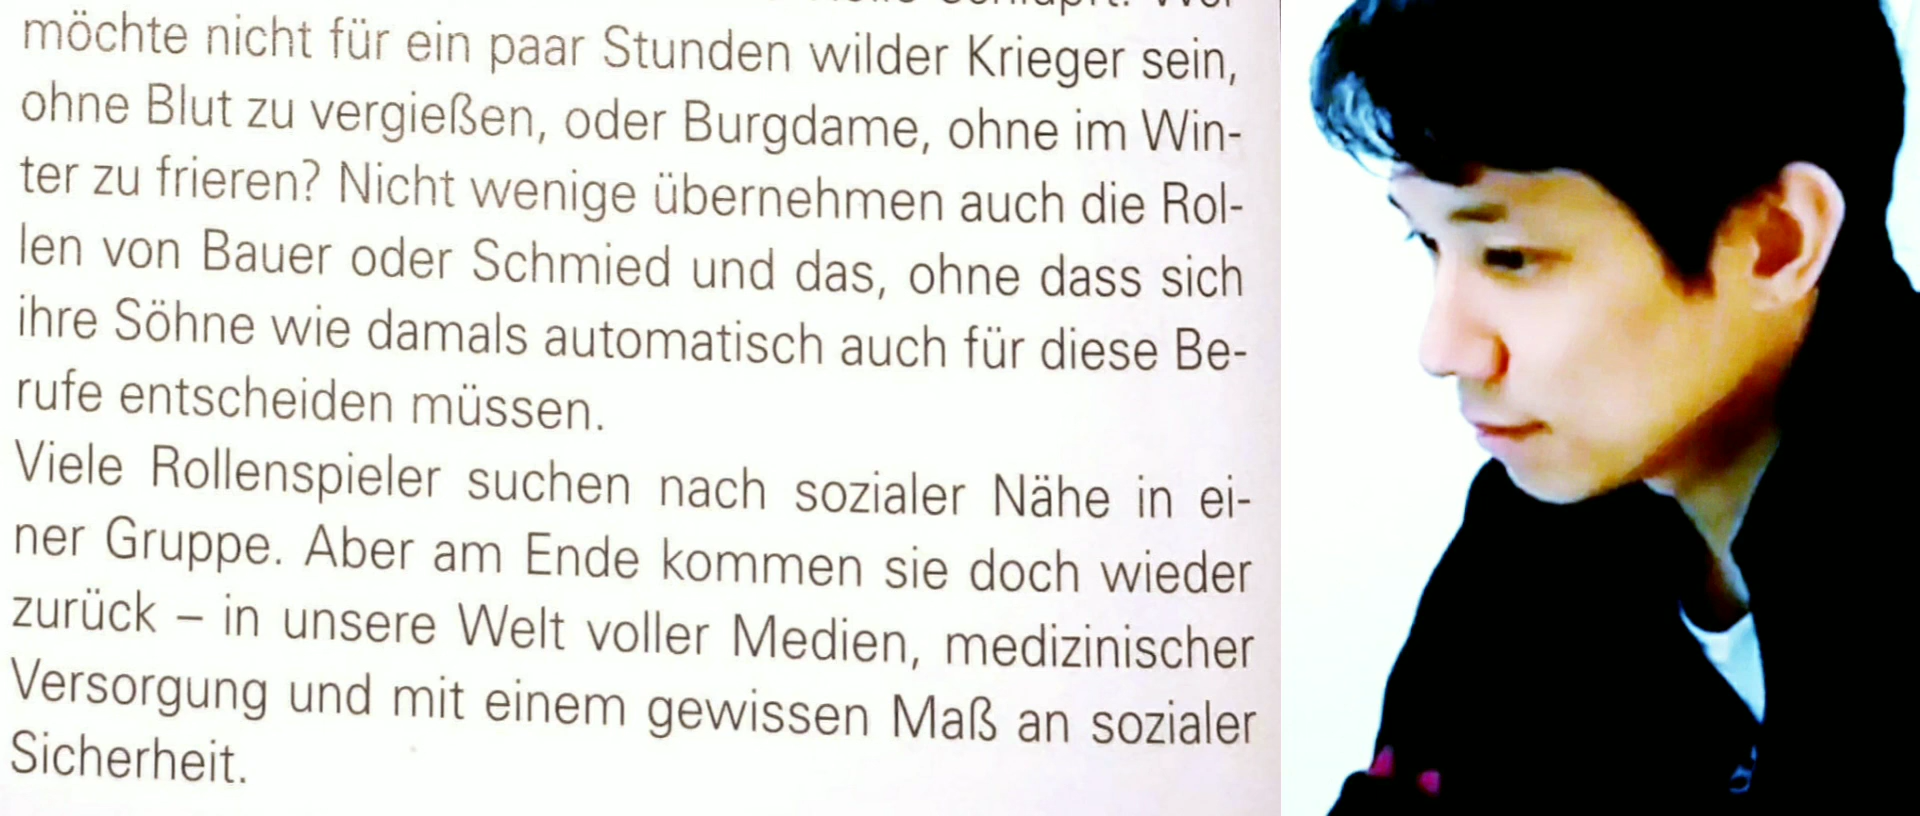 möchte nicht für ein paar Stunden wilder Krieger sein,
ohne Blut zu vergießen, oder Burgdame, ohne im Win-
ter zu frieren? Nicht wenige übernehmen auch die Rol-
len von Bauer oder Schmied und das, ohne dass sich
ihre Söhne wie damals automatisch auch für diese Be-
rufe entscheiden müssen.
Viele Rollenspieler suchen nach sozialer Nähe in ei-
ner Gruppe. Aber am Ende kommen sie doch wieder
zurück – in unsere Welt voller Medien, medizinischer
Versorgung und mit einem gewissen Maß an sozialer
Sicherheit.